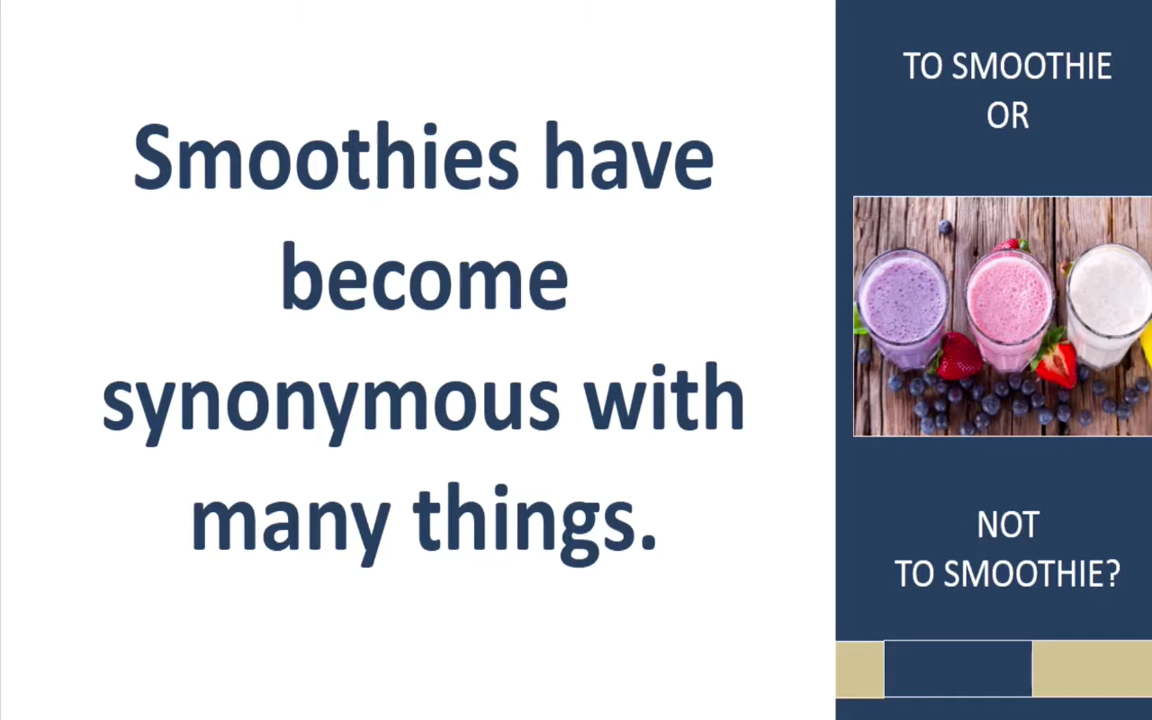 Smoothies have
become
synonymous with
many things.
TO SMOOTHIE
OR
NOT
TO SMOOTHIE?